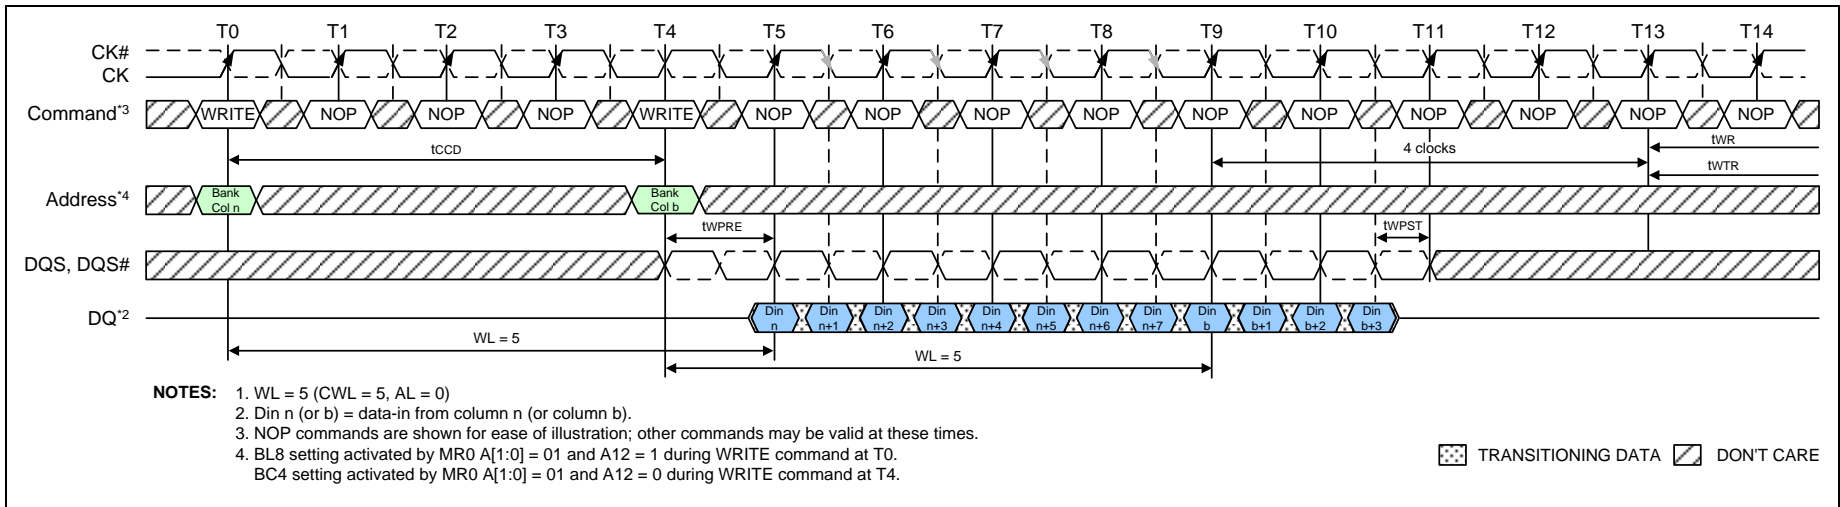 T0 T1 T2 T3 T4 T5 T6 T7 T8 T9 T10 T11 T12 T13 T14
CK#
CK
Command*3 WRITE NOP NOP NOP WRITE NOP NOP NOP NOP NOP NOP NOP NOP NOP NOP
tCCD 4 clocks tWR
tWTR
Address*4 Bank Col n Bank Col b
tWPRE tWPST
DQS, DQS#
DQ*2 Din n Din n+1 Din n+2 Din n+3 Din n+4 Din n+5 Din n+6 Din n+7 Din b Din b+1 Din b+2 Din b+3
WL = 5
WL = 5
NOTES: 1. WL = 5 (CWL = 5, AL = 0)
2. Din n (or b) = data-in from column n (or column b).
3. NOP commands are shown for ease of illustration; other commands may be valid at these times.
4. BL8 setting activated by MR0 A[1:0] = 01 and A12 = 1 during WRITE command at T0.
BC4 setting activated by MR0 A[1:0] = 01 and A12 = 0 during WRITE command at T4.
TRANSITIONING DATA DON'T CARE